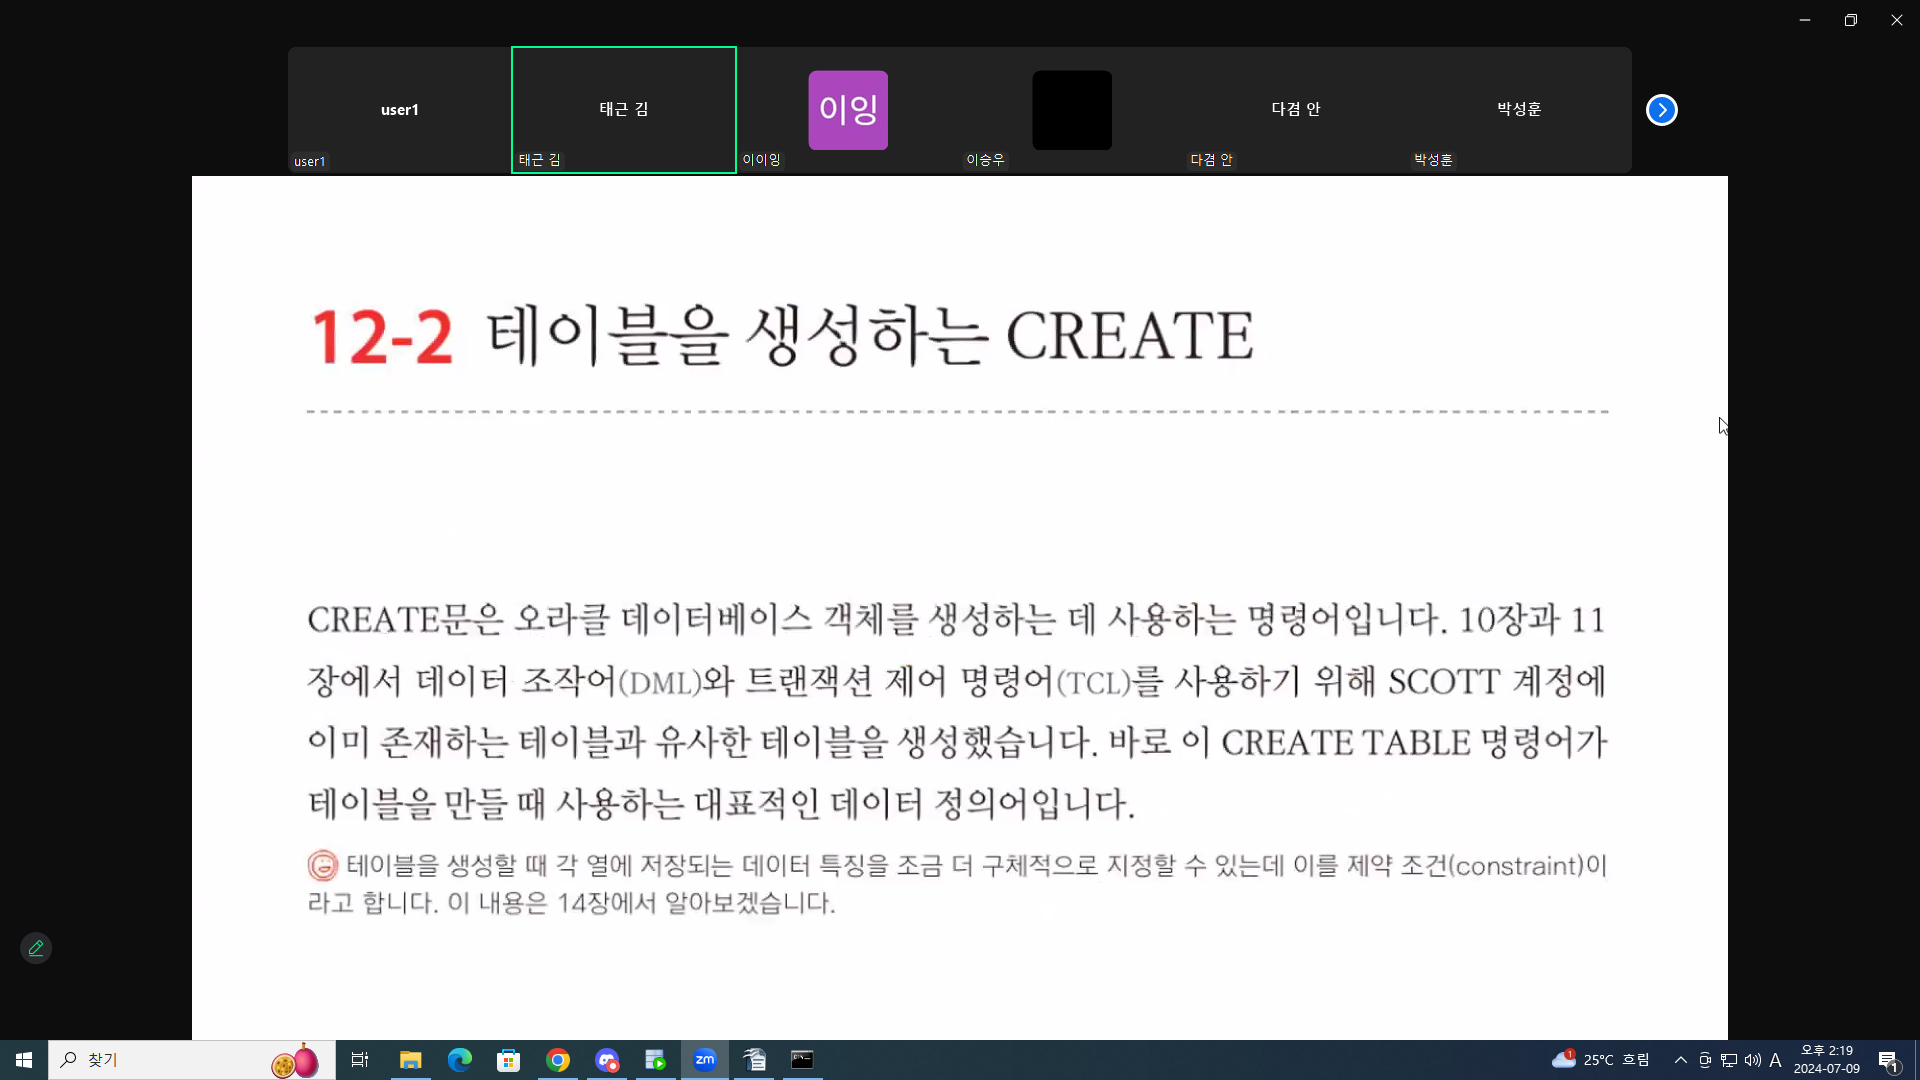 user1
태근 김
이잉
다겸 안
박성훈
user1
태근 김
이이잉
이승우
다겸 안
박성훈
12-2 테이블을 생성하는 CREATE
CREATE문은 오라클 데이터베이스 객체를 생성하는 데 사용하는 명령어입니다. 10장과 11
장에서 데이터 조작어(DML)와 트랜잭션 제어 명령어(TCL)를 사용하기 위해 SCOTT 계정에
이미 존재하는 테이블과 유사한 테이블을 생성했습니다. 바로 이 CREATE TABLE 명령어가
테이블을 만들 때 사용하는 대표적인 데이터 정의어입니다.
테이블을 생성할 때 각 열에 저장되는 데이터 특징을 조금 더 구체적으로 지정할 수 있는데 이를 제약 조건(constraint)이
라고 합니다. 이 내용은 14장에서 알아보겠습니다.
찾기
zm
1
25°C 흐림
A
오후 2:19
2024-07-09
1